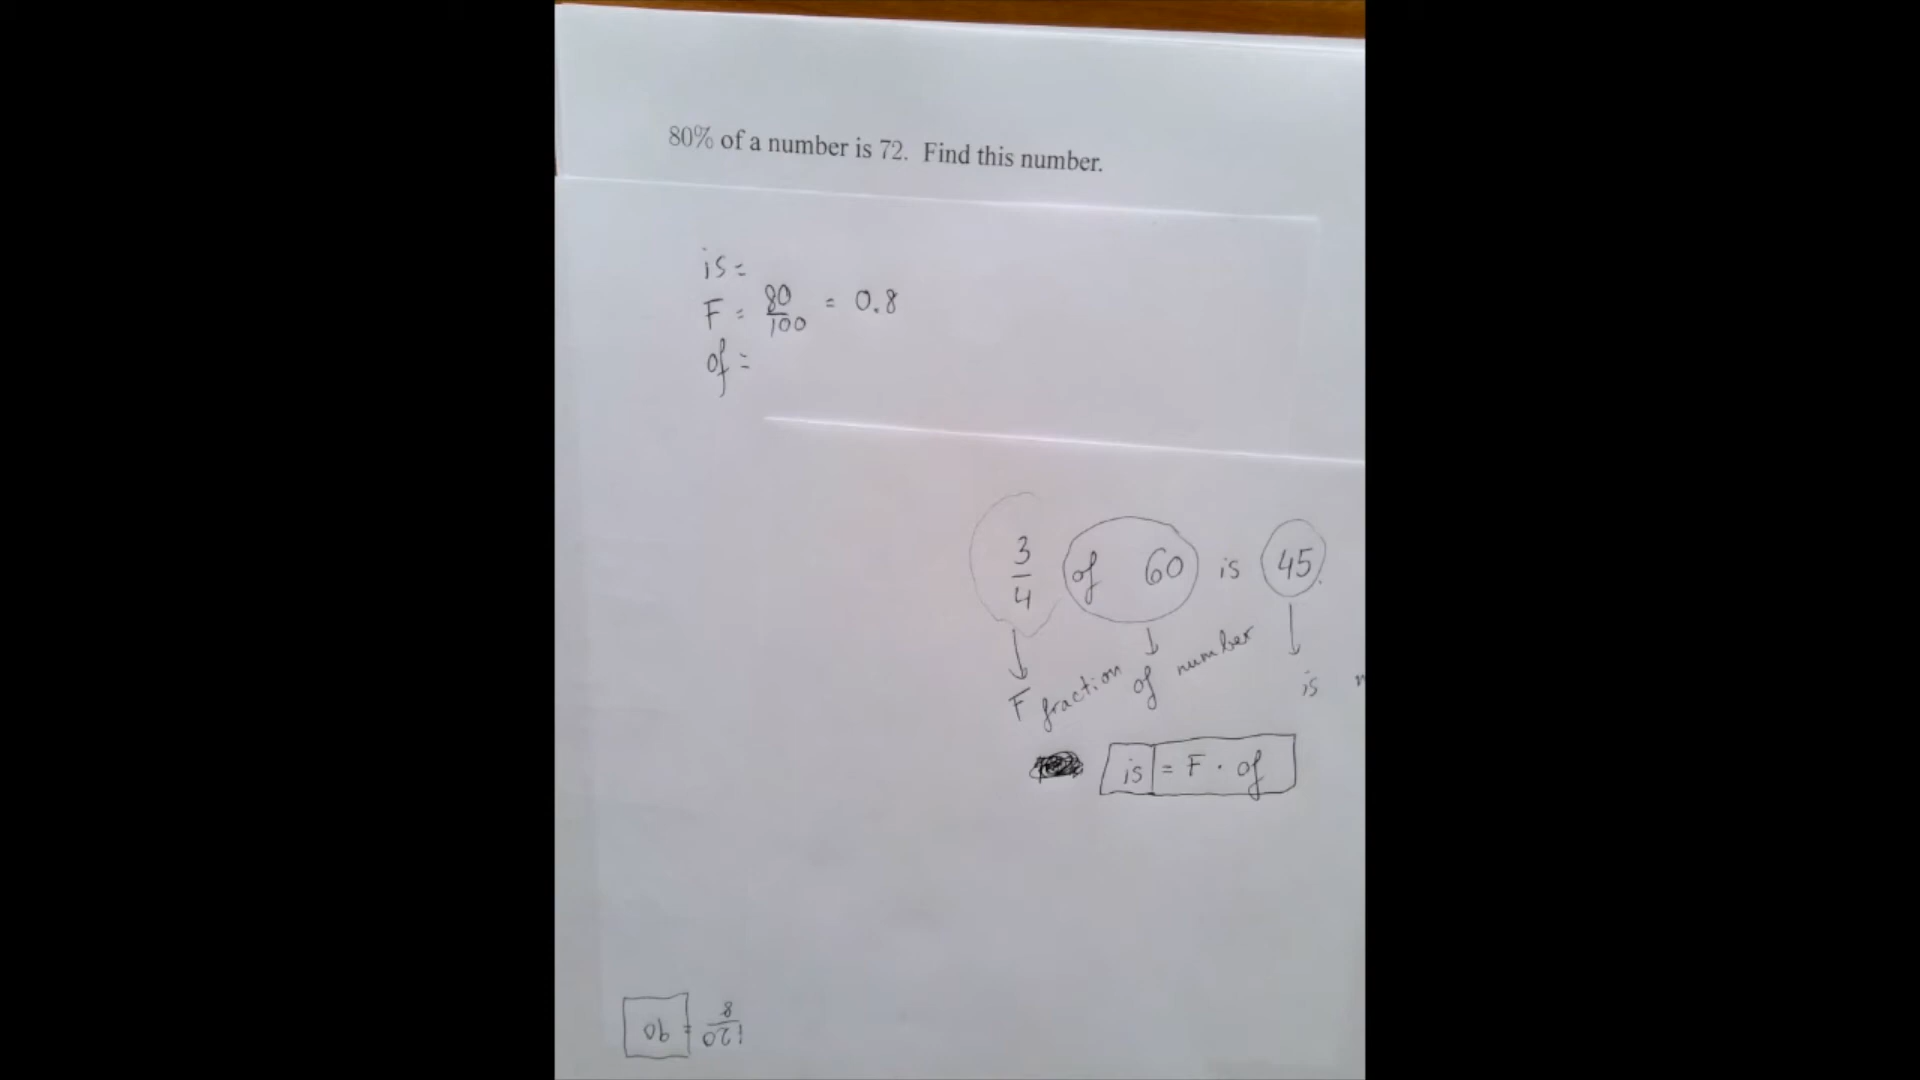 80% of a number is 72. Find this number.
is =
F = 80/100 = 0.8
of =
3/4 of 60 is 45.
F fraction of number is
is = F · of